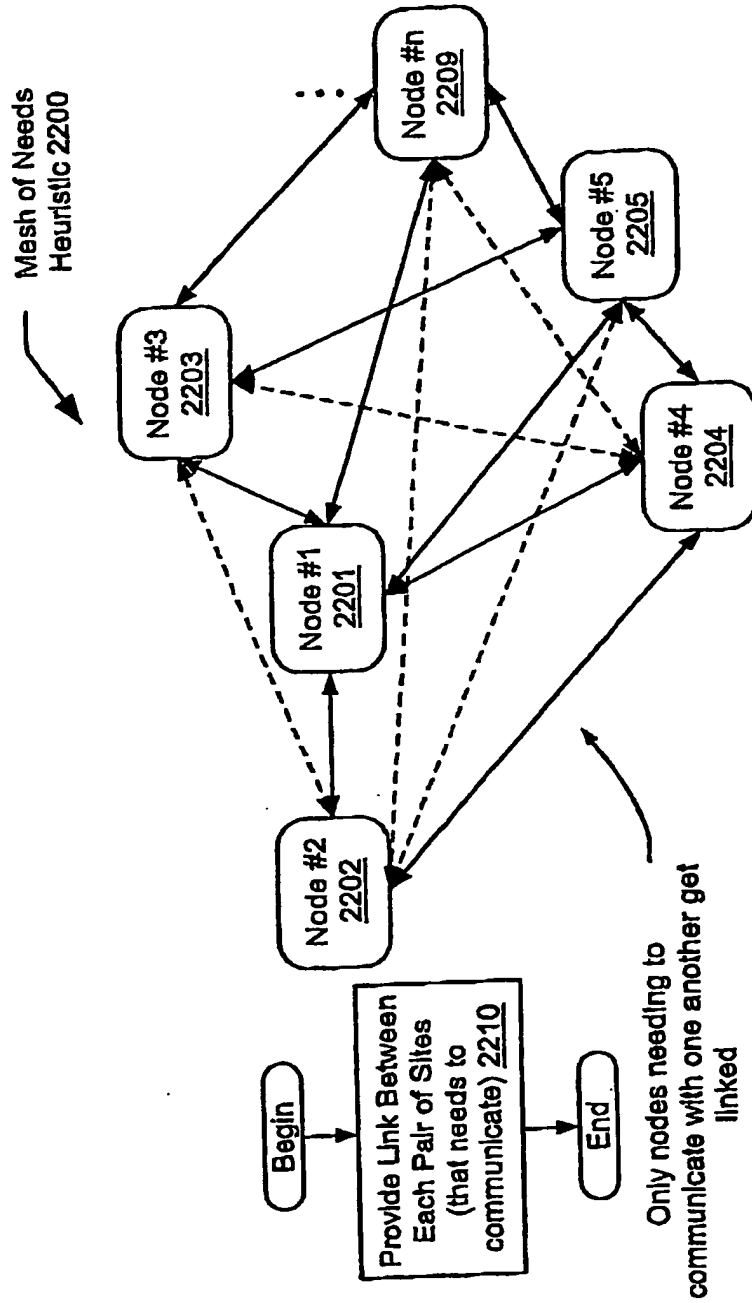 Mesh of Needs
Heuristic 2200
Node #2
2202
Node #1
2201
Node #3
2203
Node #n
2209
...
Node #5
2205
Node #4
2204
Begin
Provide Link Between
Each Pair of Sites
(that needs to
communicate) 2210
End
Only nodes needing to
communicate with one another get
linked